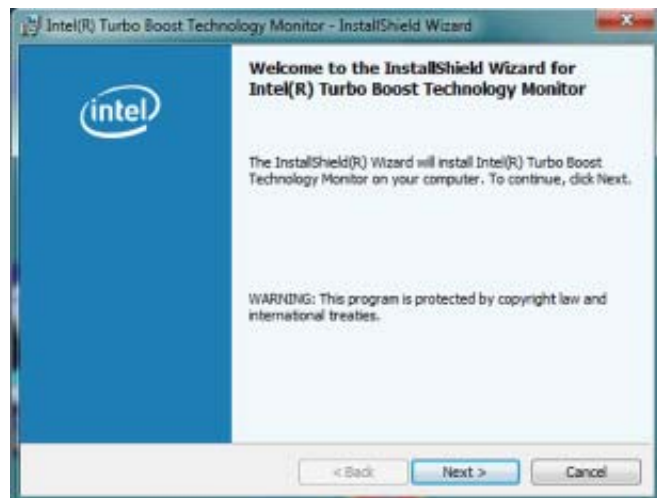 Intel(R) Turbo Boost Technology Monitor - InstallShield Wizard
intel
Welcome to the InstallShield Wizard for
Intel(R) Turbo Boost Technology Monitor
The InstallShield(R) Wizard will install Intel(R) Turbo Boost
Technology Monitor on your computer. To continue, click Next.
WARNING: This program is protected by copyright law and
international treaties.
< Back
Next >
Cancel